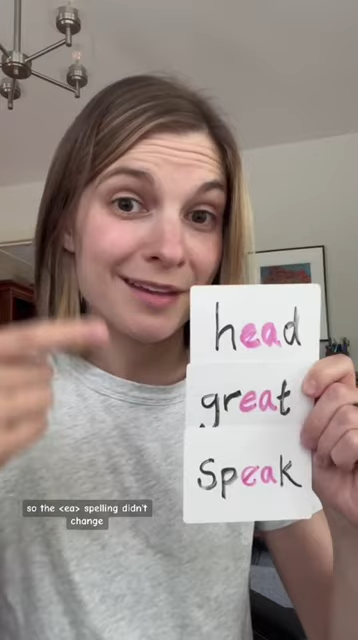 head
great
speak
so the <ea> spelling didn't
change